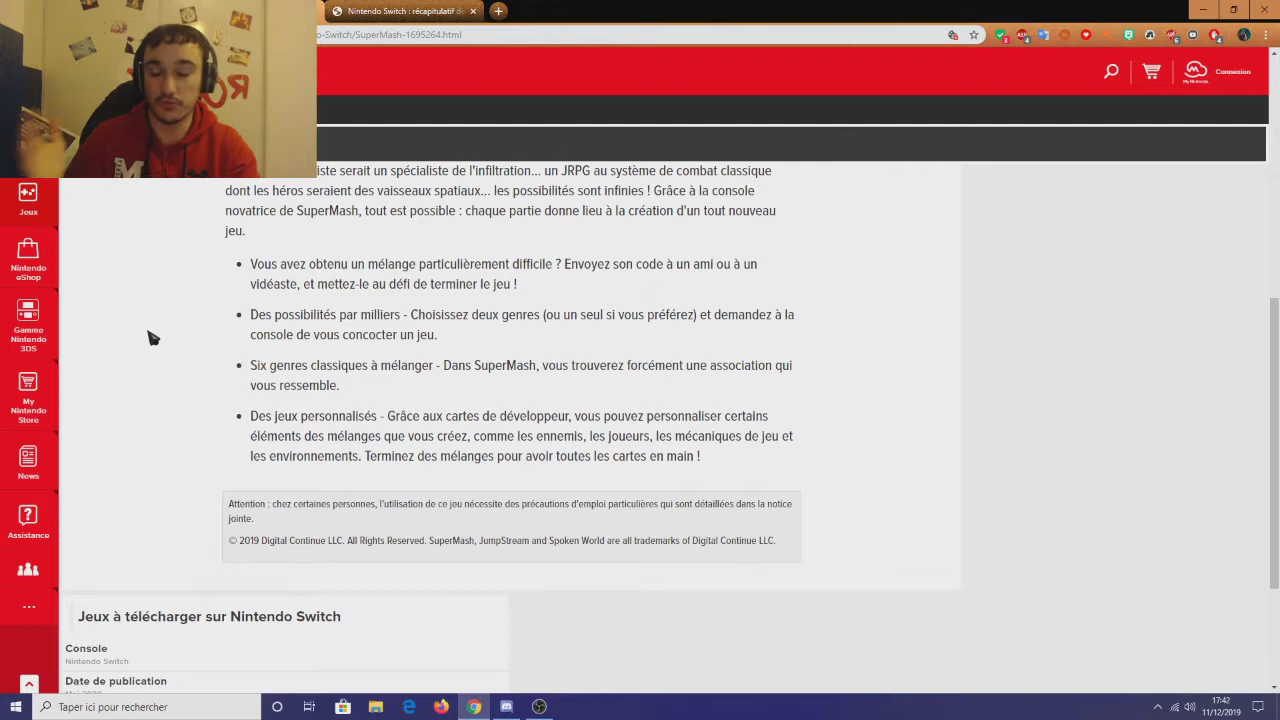 Nintendo Switch : récapitulatif de
o-Switch/SuperMash-1695264.html
Connexion
My Nintendo
iste serait un spécialiste de l'infiltration... un JRPG au système de combat classique
dont les héros seraient des vaisseaux spatiaux... les possibilités sont infinies ! Grâce à la console
novatrice de SuperMash, tout est possible : chaque partie donne lieu à la création d'un tout nouveau
jeu.
Jeux
Nintendo
eShop
Gamme
Nintendo
3DS
My
Nintendo
Store
News
Assistance
...
• Vous avez obtenu un mélange particulièrement difficile ? Envoyez son code à un ami ou à un
vidéaste, et mettez-le au défi de terminer le jeu !
• Des possibilités par milliers - Choisissez deux genres (ou un seul si vous préférez) et demandez à la
console de vous concocter un jeu.
• Six genres classiques à mélanger - Dans SuperMash, vous trouverez forcément une association qui
vous ressemble.
• Des jeux personnalisés - Grâce aux cartes de développeur, vous pouvez personnaliser certains
éléments des mélanges que vous créez, comme les ennemis, les joueurs, les mécaniques de jeu et
les environnements. Terminez des mélanges pour avoir toutes les cartes en main !
Attention : chez certaines personnes, l'utilisation de ce jeu nécessite des précautions d'emploi particulières qui sont détaillées dans la notice
jointe.
© 2019 Digital Continue LLC. All Rights Reserved. SuperMash, JumpStream and Spoken World are all trademarks of Digital Continue LLC.
Jeux à télécharger sur Nintendo Switch
Console
Nintendo Switch
Date de publication
Mai 2020
Taper ici pour rechercher
17:42
11/12/2019